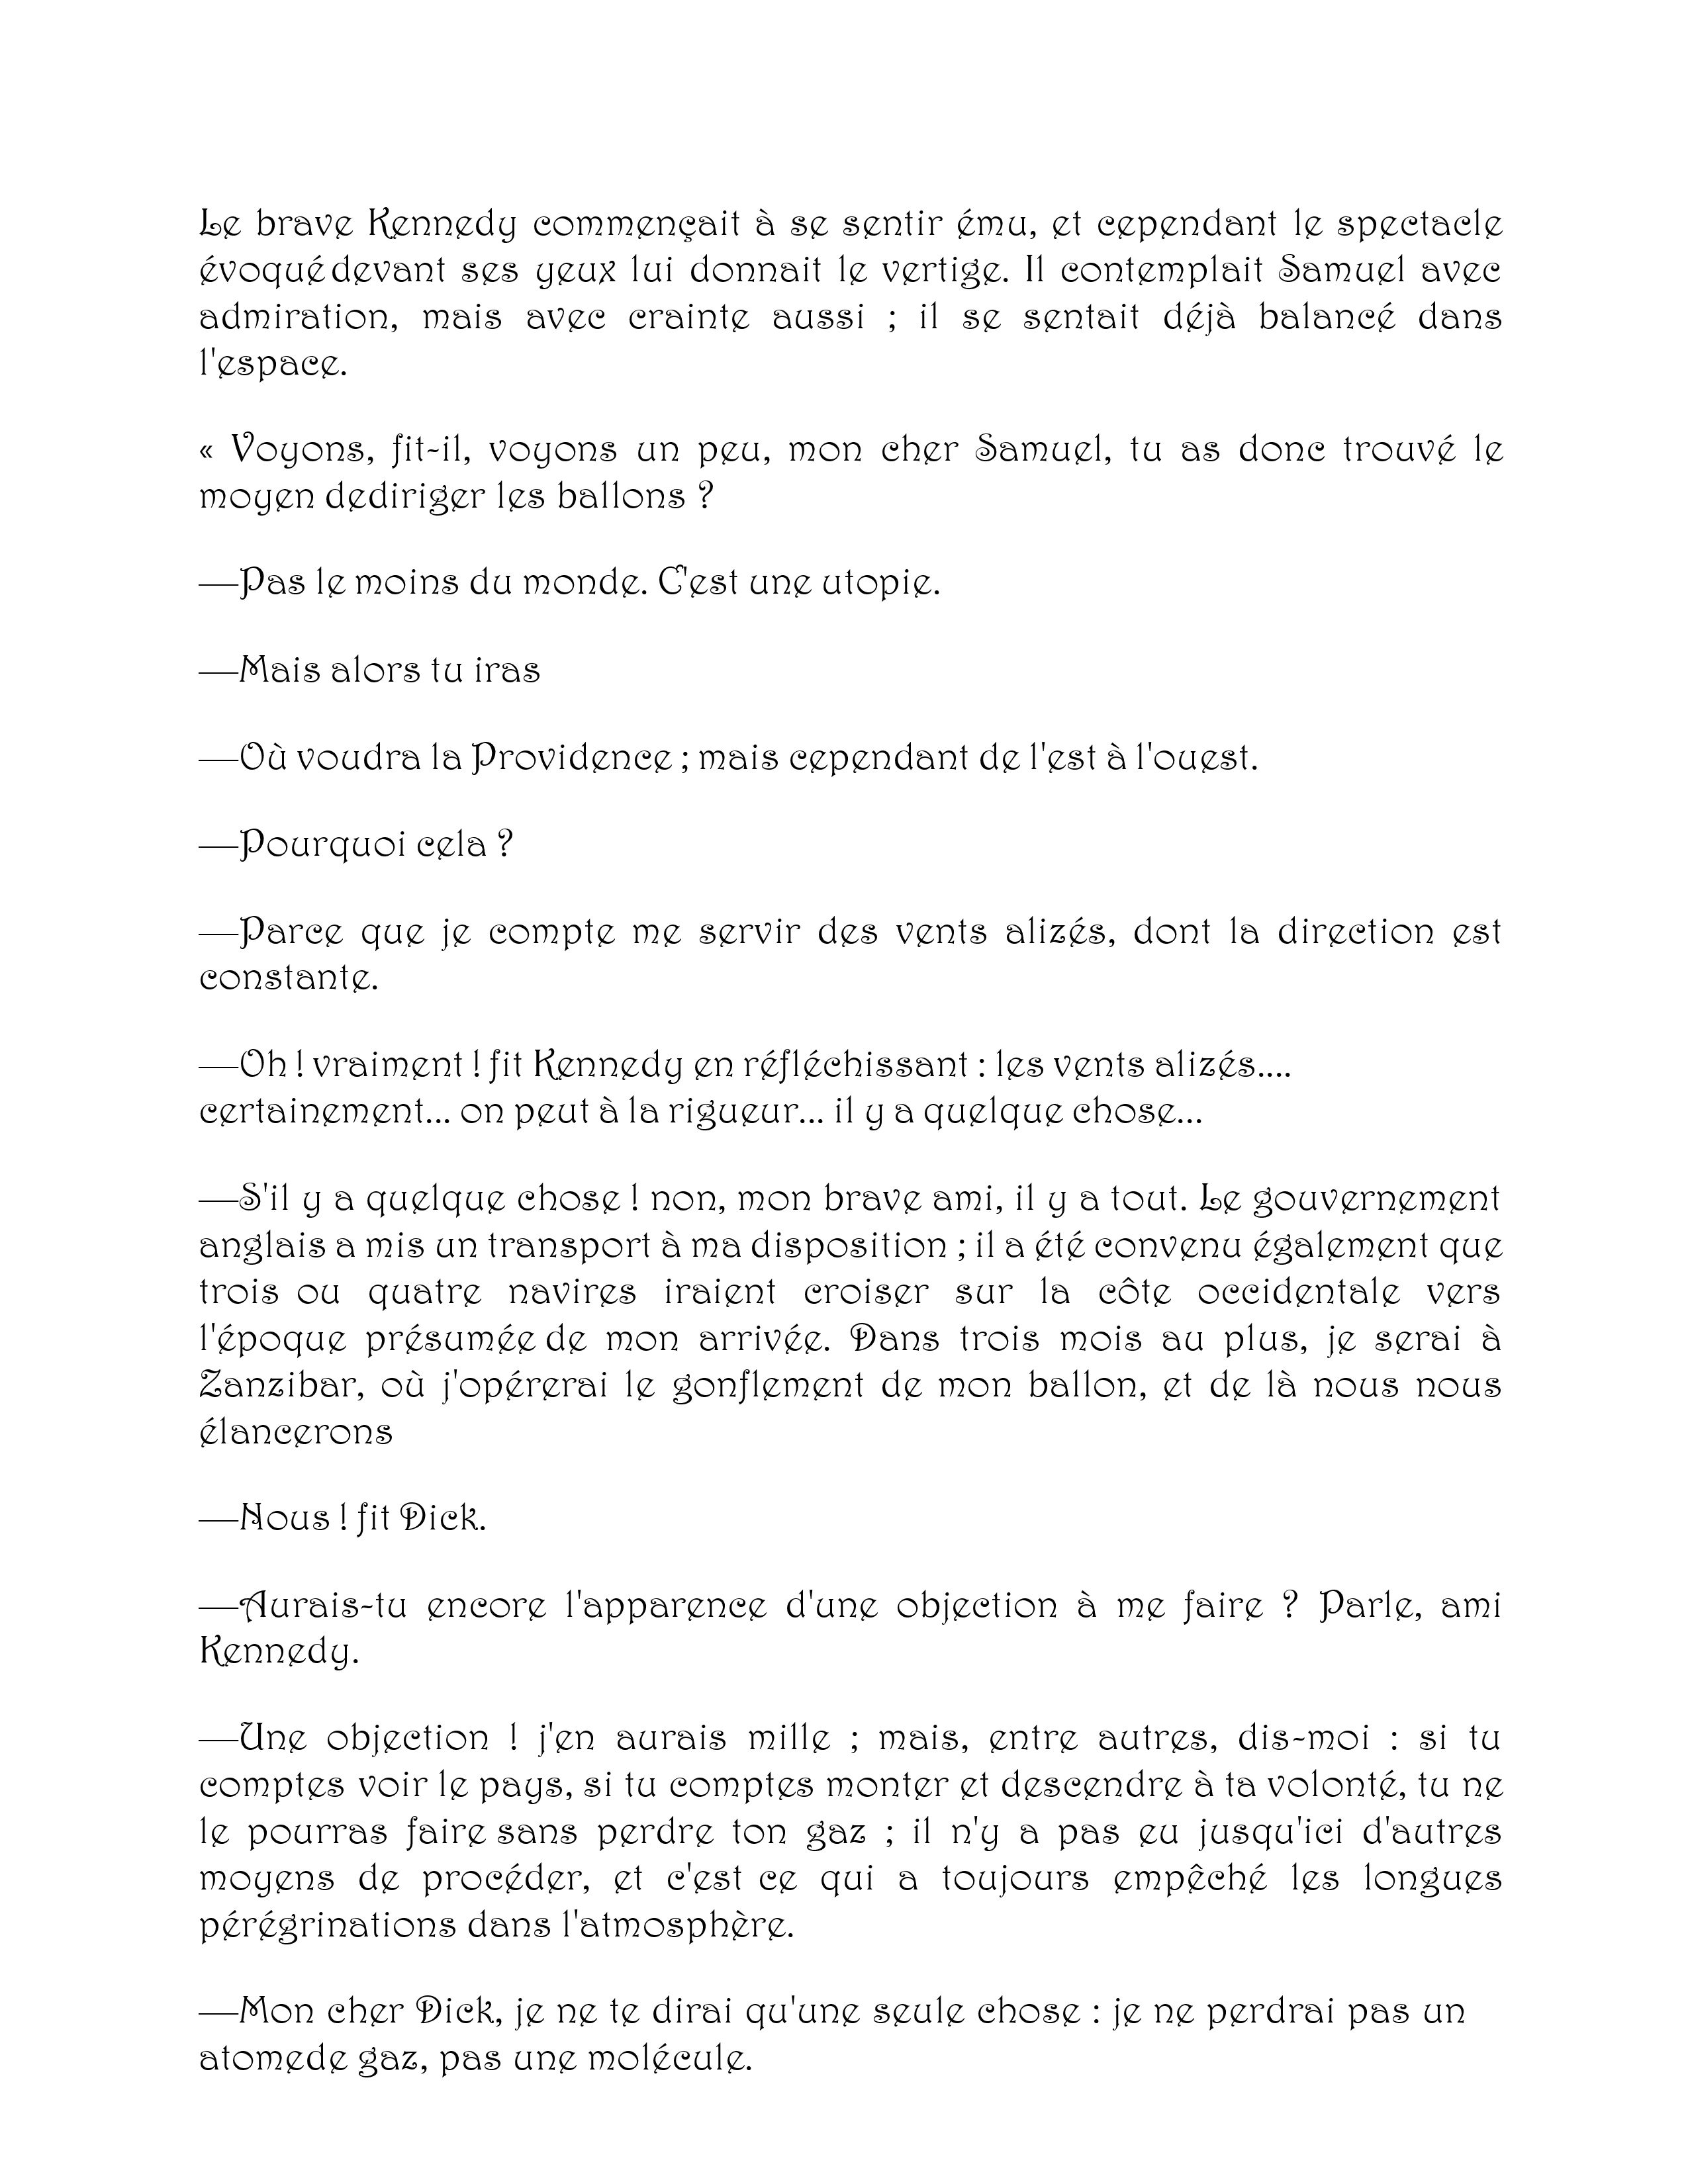 Le brave Kennedy commençait à se sentir ému, et cependant le spectacle
évoqué devant ses yeux lui donnait le vertige. Il contemplait Samuel avec
admiration, mais avec crainte aussi ; il se sentait déjà balancé dans
l'espace.
« Voyons, fit-il, voyons un peu, mon cher Samuel, tu as donc trouvé le
moyen dediriger les ballons ?
—Pas le moins du monde. C'est une utopie.
—Mais alors tu iras
—Où voudra la Providence ; mais cependant de l'est à l'ouest.
—Pourquoi cela ?
—Parce que je compte me servir des vents alizés, dont la direction est
constante.
—Oh ! vraiment ! fit Kennedy en réfléchissant : les vents alizés....
certainement... on peut à la rigueur... il y a quelque chose...
—S'il y a quelque chose ! non, mon brave ami, il y a tout. Le gouvernement
anglais a mis un transport à ma disposition ; il a été convenu également que
trois ou quatre navires iraient croiser sur la côte occidentale vers
l'époque présumée de mon arrivée. Dans trois mois au plus, je serai à
Zanzibar, où j'opérerai le gonflement de mon ballon, et de là nous nous
élancerons
—Nous ! fit Dick.
—Aurais-tu encore l'apparence d'une objection à me faire ? Parle, ami
Kennedy.
—Une objection ! j'en aurais mille ; mais, entre autres, dis-moi : si tu
comptes voir le pays, si tu comptes monter et descendre à ta volonté, tu ne
le pourras faire sans perdre ton gaz ; il n'y a pas eu jusqu'ici d'autres
moyens de procéder, et c'est ce qui a toujours empêché les longues
pérégrinations dans l'atmosphère.
—Mon cher Dick, je ne te dirai qu'une seule chose : je ne perdrai pas un
atomede gaz, pas une molécule.